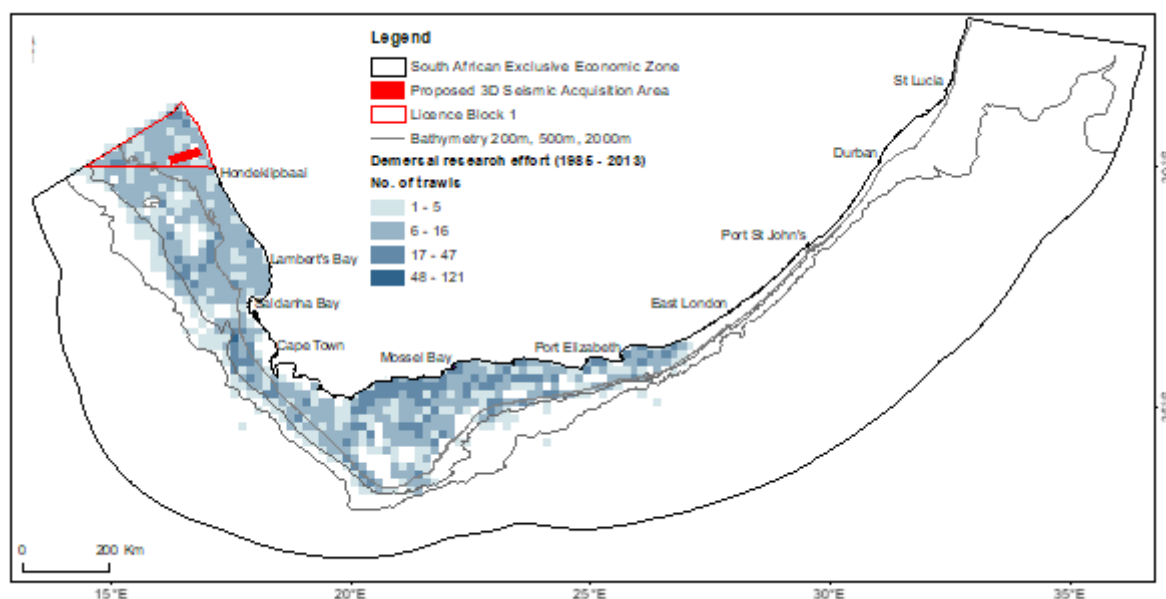 Legend
South African Exclusive Economic Zone
Proposed 3D Seismic Acquisition Area
Licence Block 1
Bathymetry 200m, 500m, 2000m
Demersal research effort (1985 - 2013)
No. of trawls
1 - 5
6 - 16
17 - 47
48 - 121
St Lucia
Durban
Hondeklipbaai
Port St John's
Lambert's Bay
Saldanha Bay
East London
Cape Town
Mossel Bay
Port Elizabeth
0 200 Km
15°E 20°E 25°E 30°E 35°E